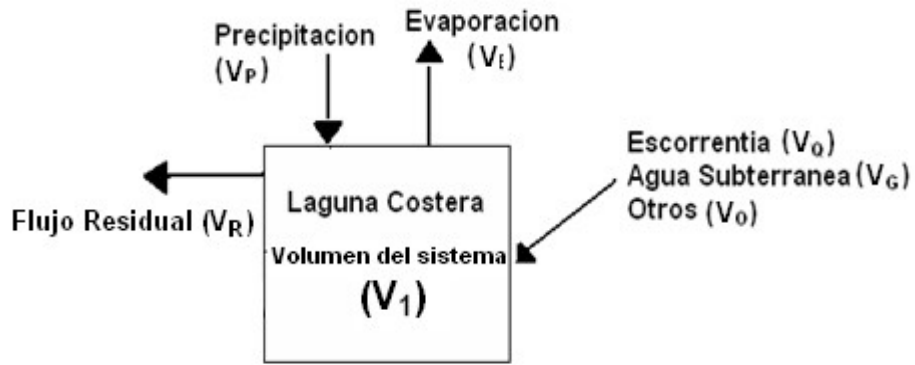 Precipitacion
(VP)
Evaporacion
(VE)
Escorrentia (VQ)
Agua Subterranea (VG)
Otros (VO)
Flujo Residual (VR)
Laguna Costera
Volumen del sistema
(V1)